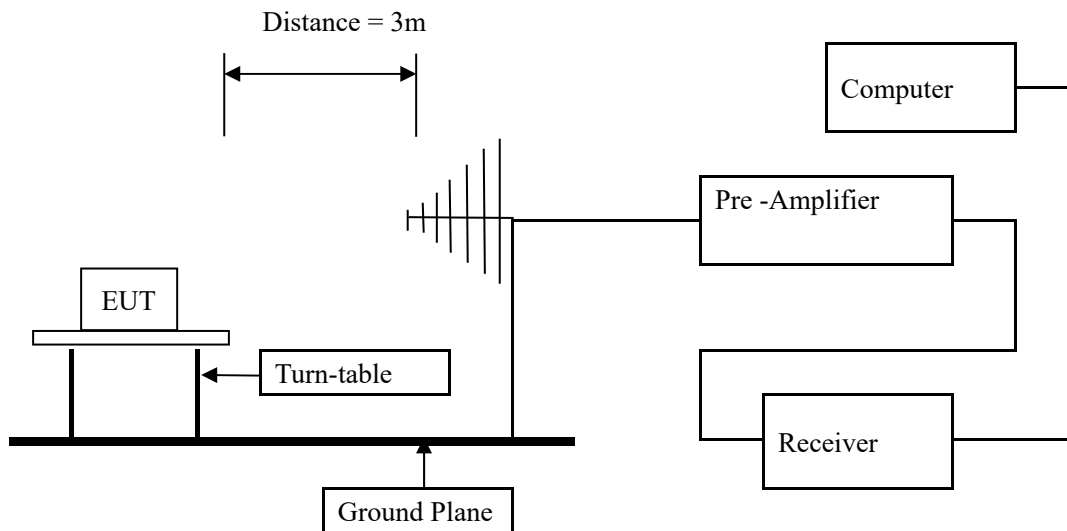 Distance = 3m
Computer
Pre -Amplifier
EUT
Turn-table
Receiver
Ground Plane